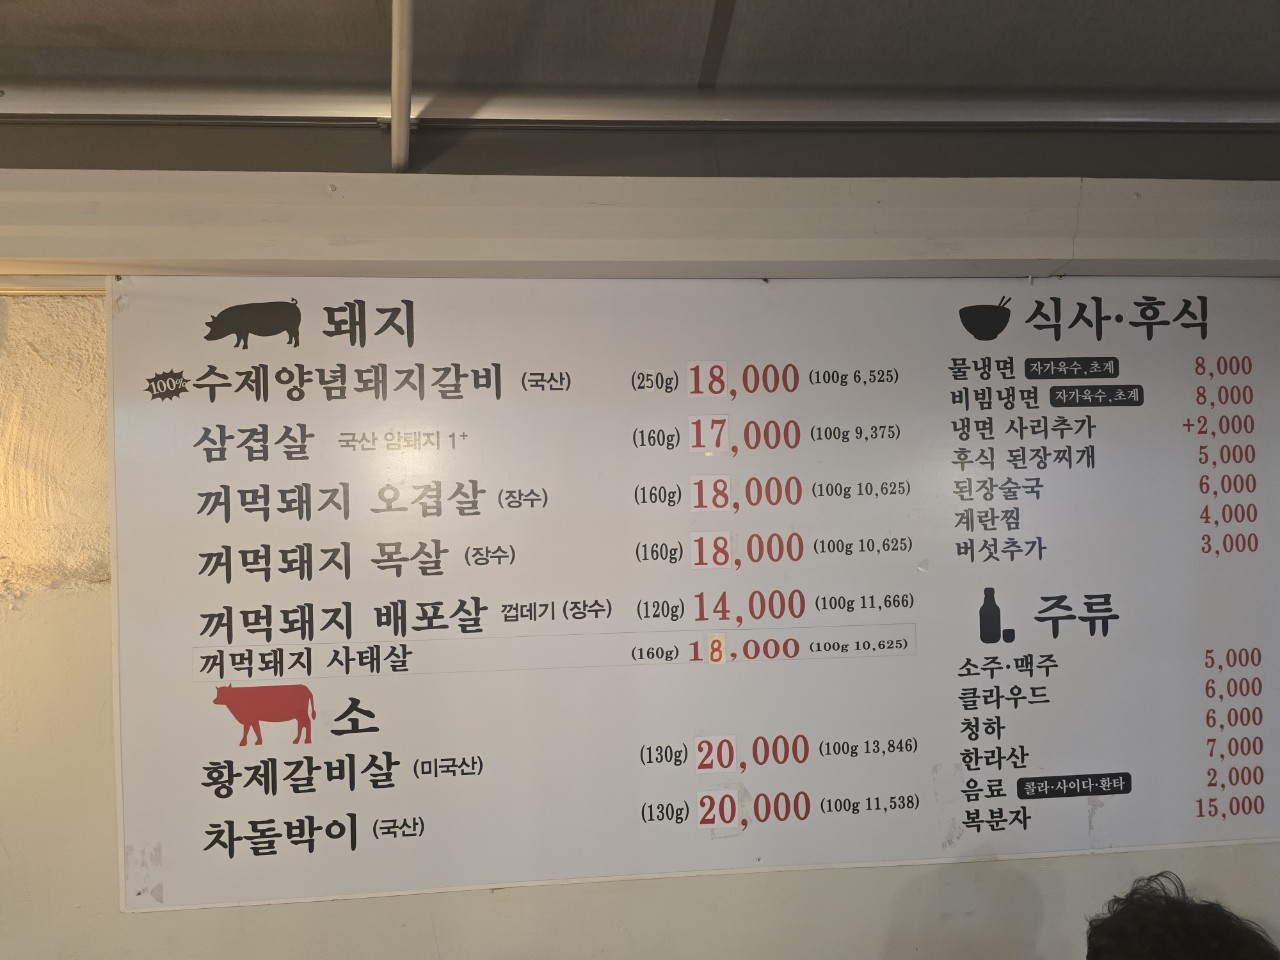 돼지
100% 수제양념돼지갈비 (국산) (250g) 18,000 (100g 6,525)
삼겹살 국산 암퇘지 1+ (160g) 17,000 (100g 9,375)
꺼먹돼지 오겹살 (장수) (160g) 18,000 (100g 10,625)
꺼먹돼지 목살 (장수) (160g) 18,000 (100g 10,625)
꺼먹돼지 배포살 껍데기 (장수) (120g) 14,000 (100g 11,666)
꺼먹돼지 사태살 (160g) 18,000 (100g 10,625)
소
황제갈비살 (미국산) (130g) 20,000 (100g 13,846)
차돌박이 (국산) (130g) 20,000 (100g 11,538)
식사·후식
물냉면 자가육수,초계 8,000
비빔냉면 자가육수,초계 8,000
냉면 사리추가 +2,000
후식 된장찌개 5,000
된장술국 6,000
계란찜 4,000
버섯추가 3,000
주류
소주·맥주 5,000
클라우드 6,000
청하 6,000
한라산 7,000
음료 콜라·사이다·환타 2,000
복분자 15,000